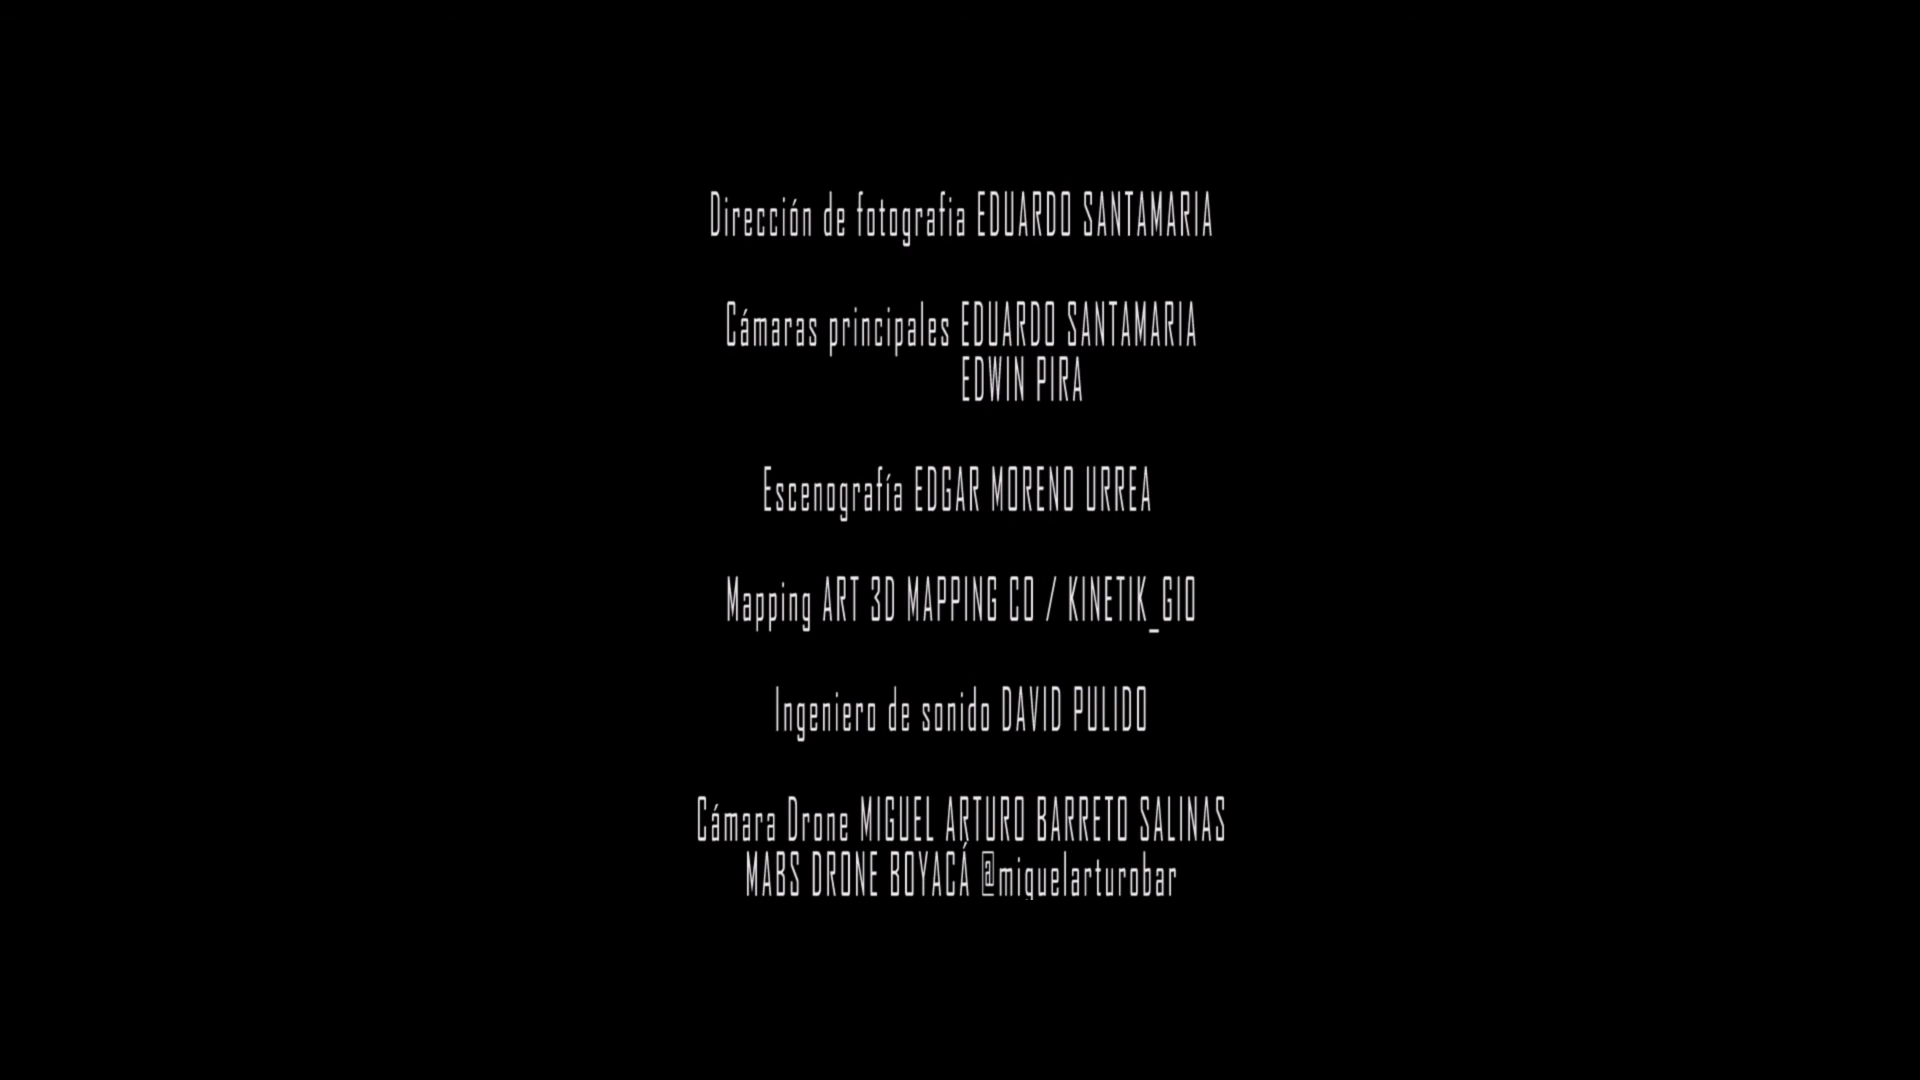 Dirección de fotografia EDUARDO SANTAMARIA
Cámaras principales EDUARDO SANTAMARIA
EDWIN PIRA
Escenografía EDGAR MORENO URREA
Mapping ART 3D MAPPING CO / KINETIK_GIO
Ingeniero de sonido DAVID PULIDO
Cámara Drone MIGUEL ARTURO BARRETO SALINAS
MABS DRONE BOYACÁ @miguelarturobar